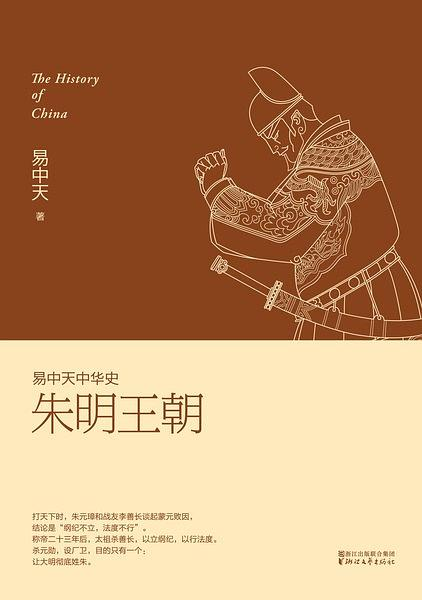 The History
of
China
易中天
著
易中天中华史
朱明王朝
打天下时，朱元璋和战友李善长谈起蒙元败因，
结论是“纲纪不立，法度不行”。
称帝二十三年后，太祖杀善长，以立纲纪，以行法度。
杀元勋，设厂卫，目的只有一个：
让大明彻底姓朱。
浙江出版联合集团
浙江文艺出版社